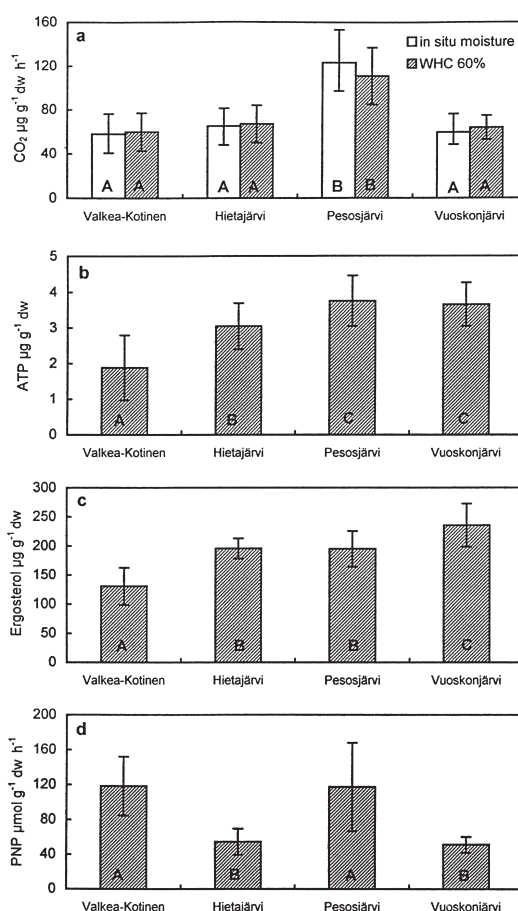 a
CO₂ µg g⁻¹ dw h⁻¹
160
120
80
40
0
in situ moisture
WHC 60%
A A A A B B A A
Valkea-Kotinen Hietajärvi Pesosjärvi Vuoskonjärvi
b
ATP µg g⁻¹ dw
5
4
3
2
1
0
A B C C
Valkea-Kotinen Hietajärvi Pesosjärvi Vuoskonjärvi
c
Ergosterol µg g⁻¹ dw
300
250
200
150
100
50
0
A B B C
Valkea-Kotinen Hietajärvi Pesosjärvi Vuoskonjärvi
d
PNP µmol g⁻¹ dw h⁻¹
200
160
120
80
40
0
A B A B
Valkea-Kotinen Hietajärvi Pesosjärvi Vuoskonjärvi